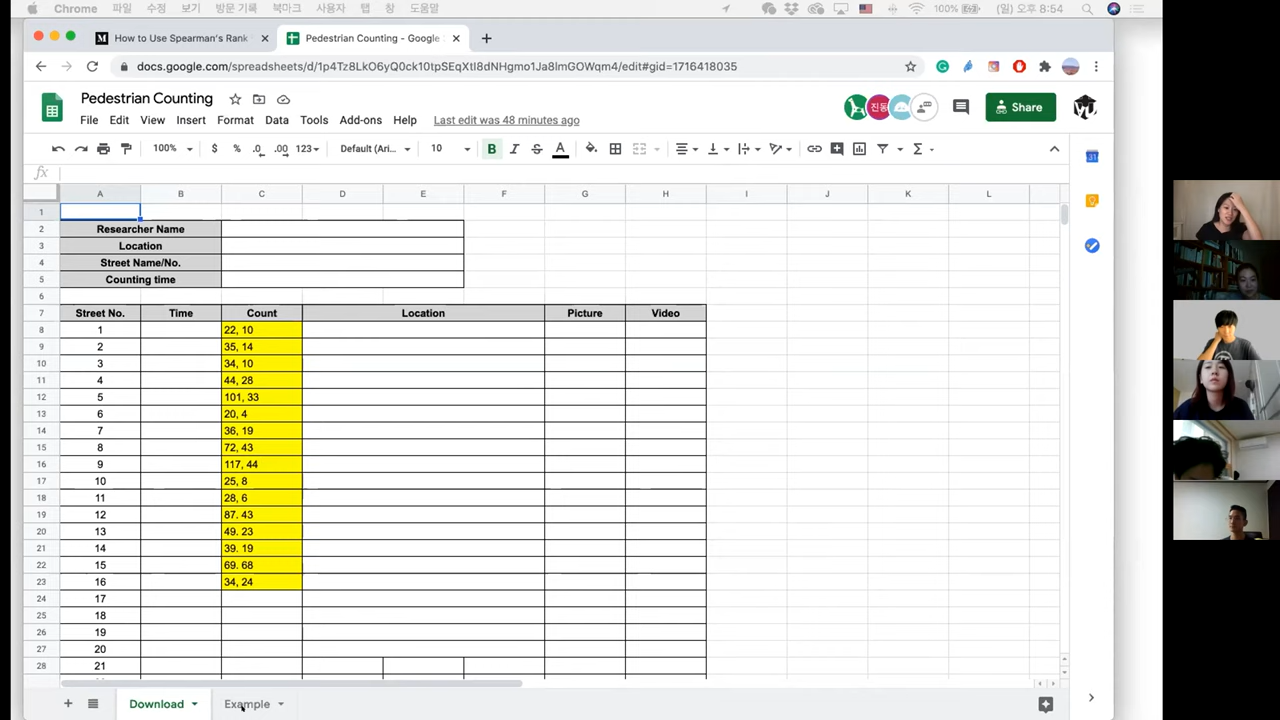 Chrome 파일 수정 보기 방문 기록 북마크 사용자 탭 창 도움말 100% (일) 오후 8:54
How to Use Spearman's Rank Pedestrian Counting - Google
docs.google.com/spreadsheets/d/1p4Tz8LkO6yQ0ck10tpSEqXtI8dNHgmo1Ja8lmGOWqm4/edit#gid=1716418035
Pedestrian Counting
진동
Share
File Edit View Insert Format Data Tools Add-ons Help Last edit was 48 minutes ago
100% $ % .0 .00 123 Default (Ari... 10 B I S A
fx
A B C D E F G H I J K L
1
2 Researcher Name
3 Location
4 Street Name/No.
5 Counting time
6
7 Street No. Time Count Location Picture Video
8 1 22, 10
9 2 35, 14
10 3 34, 10
11 4 44, 28
12 5 101, 33
13 6 20, 4
14 7 36, 19
15 8 72, 43
16 9 117, 44
17 10 25, 8
18 11 28, 6
19 12 87. 43
20 13 49. 23
21 14 39. 19
22 15 69. 68
23 16 34, 24
24 17
25 18
26 19
27 20
28 21
Download Example